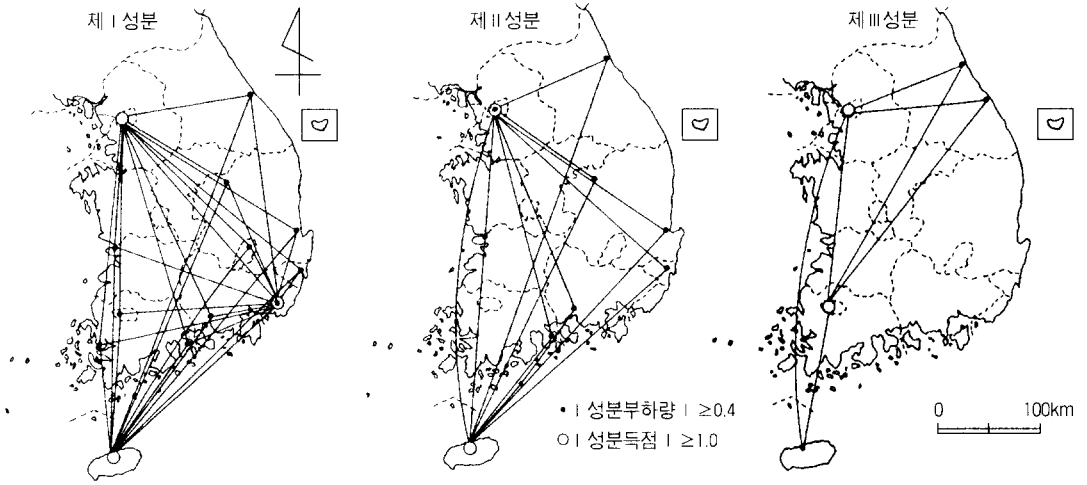 제Ⅰ성분
제Ⅱ성분
제Ⅲ성분
• | 성분부하량 | ≥0.4
○ | 성분득점 | ≥1.0
0 100km